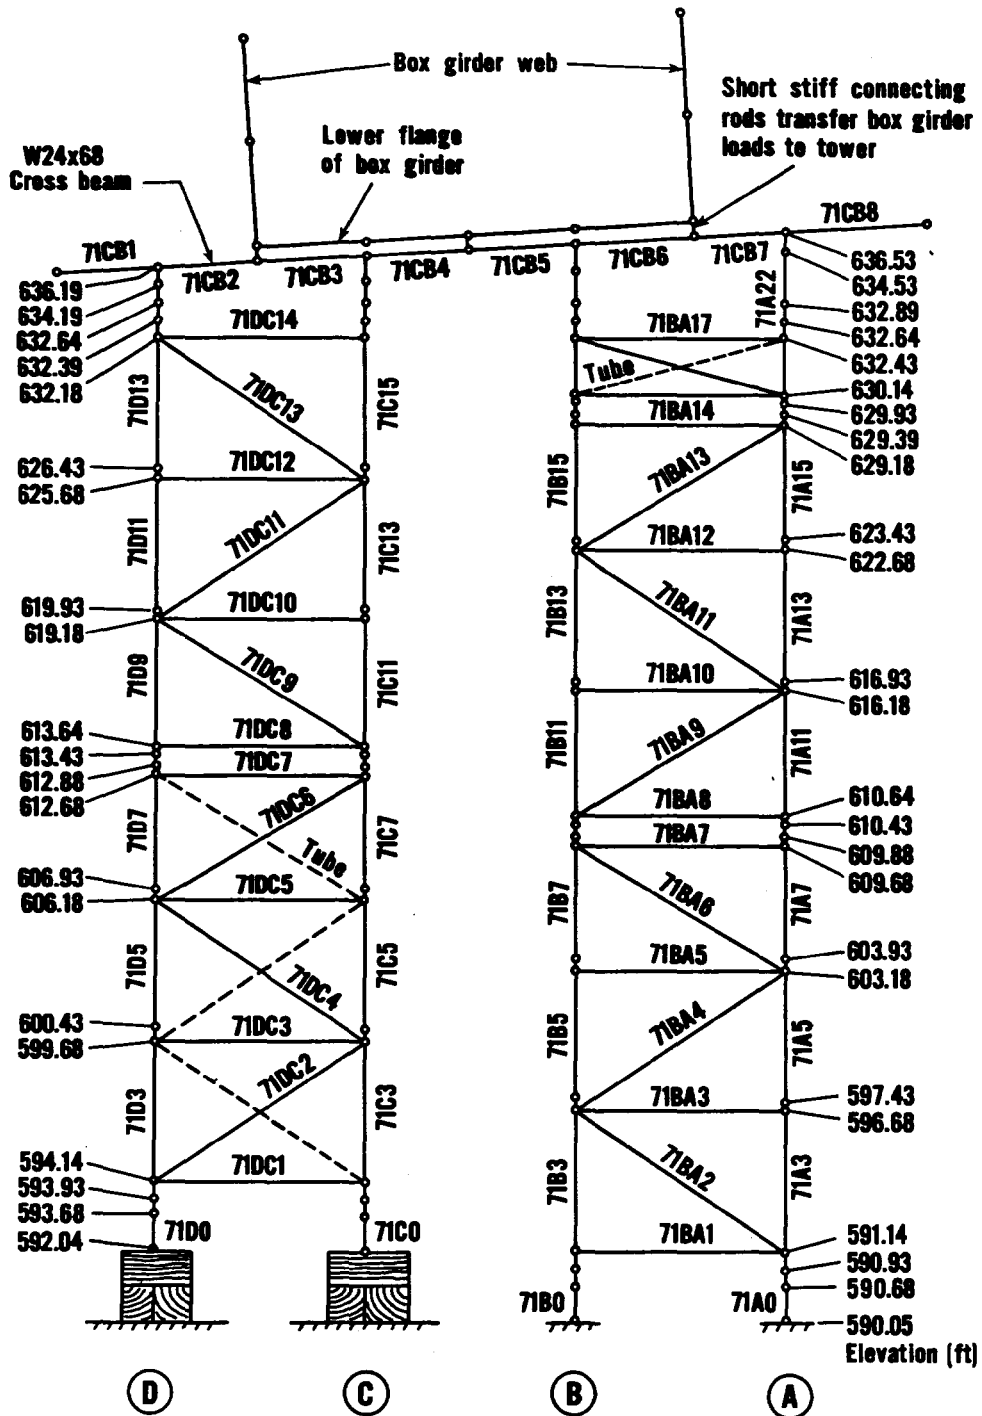 Box girder web
Short stiff connecting
rods transfer box girder
loads to tower
Lower flange
of box girder
W24x68
Cross beam
71CB1
71CB2
71CB3
71CB4
71CB5
71CB6
71CB7
71CB8
636.19
634.19
632.64
632.39
632.18
71DC14
71D13
71DC13
71C15
626.43
625.68
71DC12
71D11
71DC11
71C13
619.93
619.18
71DC10
71D9
71DC9
71C11
613.64
613.43
612.88
612.68
71DC8
71DC7
71DC6
71D7
Tube
71C7
606.93
606.18
71DC5
71D5
71DC4
71C5
600.43
599.68
71DC3
71DC2
71D3
71C3
594.14
593.93
593.68
592.04
71DC1
71D0
71C0
636.53
634.53
632.89
632.64
632.43
630.14
629.93
629.39
629.18
71A22
71BA17
Tube
71BA14
71B15
71BA13
71A15
71BA12
623.43
622.68
71B13
71BA11
71A13
71BA10
616.93
616.18
71B11
71BA9
71A11
71BA8
71BA7
610.64
610.43
609.88
609.68
71B7
71BA6
71A7
71BA5
603.93
603.18
71B5
71BA4
71A5
71BA3
597.43
596.68
71B3
71BA2
71A3
71BA1
591.14
590.93
590.68
71B0
71A0
590.05
Elevation (ft)
D
C
B
A